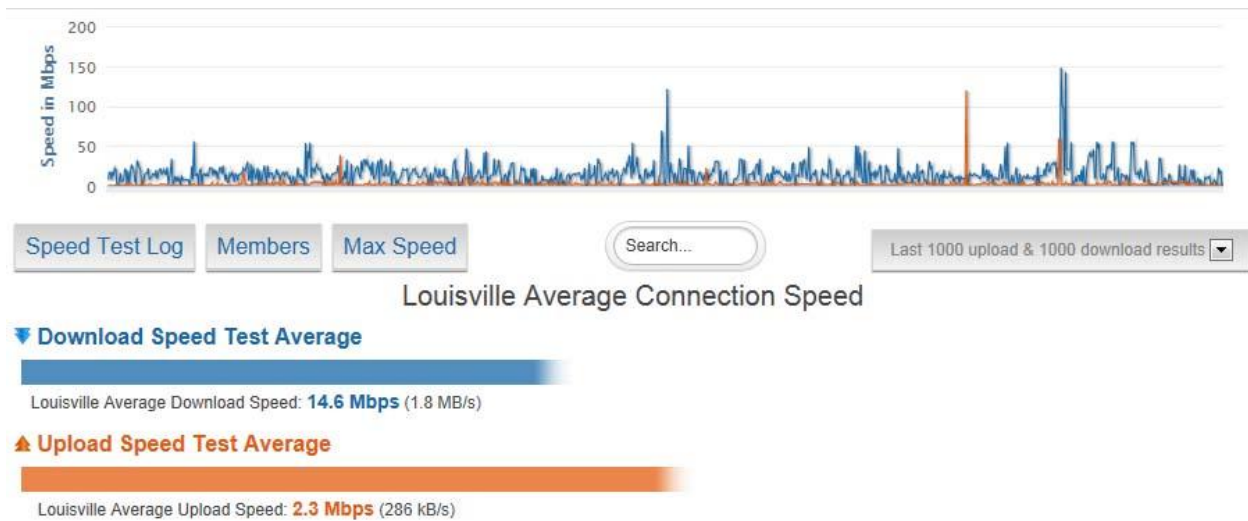 200
150
100
50
0
Speed in Mbps
Speed Test Log
Members
Max Speed
Search...
Last 1000 upload & 1000 download results
Louisville Average Connection Speed
Download Speed Test Average
Louisville Average Download Speed: 14.6 Mbps (1.8 MB/s)
Upload Speed Test Average
Louisville Average Upload Speed: 2.3 Mbps (286 kB/s)